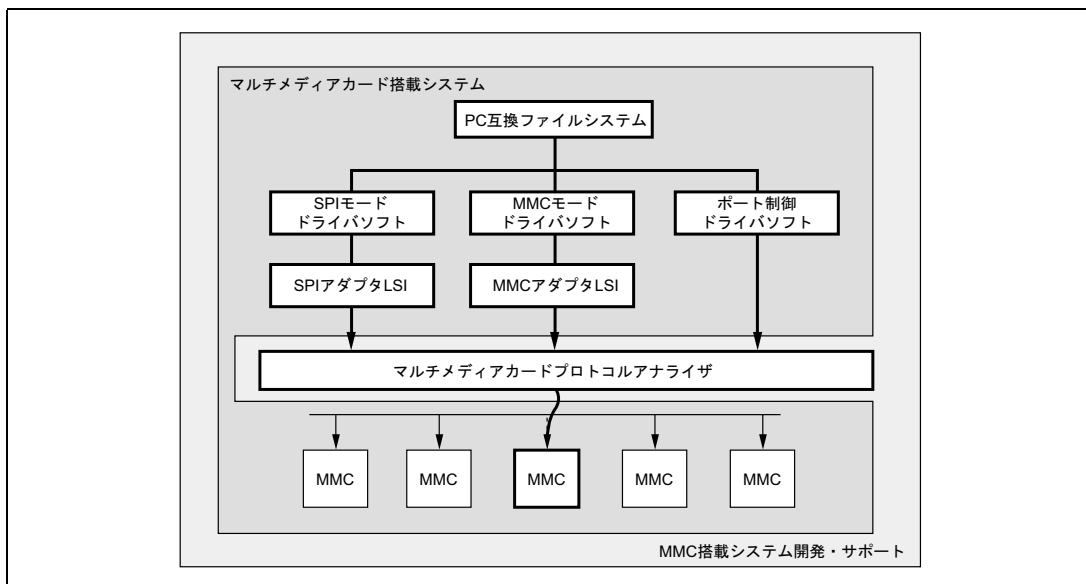 マルチメディアカード搭載システム
PC互換ファイルシステム
SPIモード
ドライバソフト
MMCモード
ドライバソフト
ポート制御
ドライバソフト
SPIアダプタLSI
MMCアダプタLSI
マルチメディアカードプロトコルアナライザ
MMC
MMC
MMC
MMC
MMC
MMC搭載システム開発・サポート